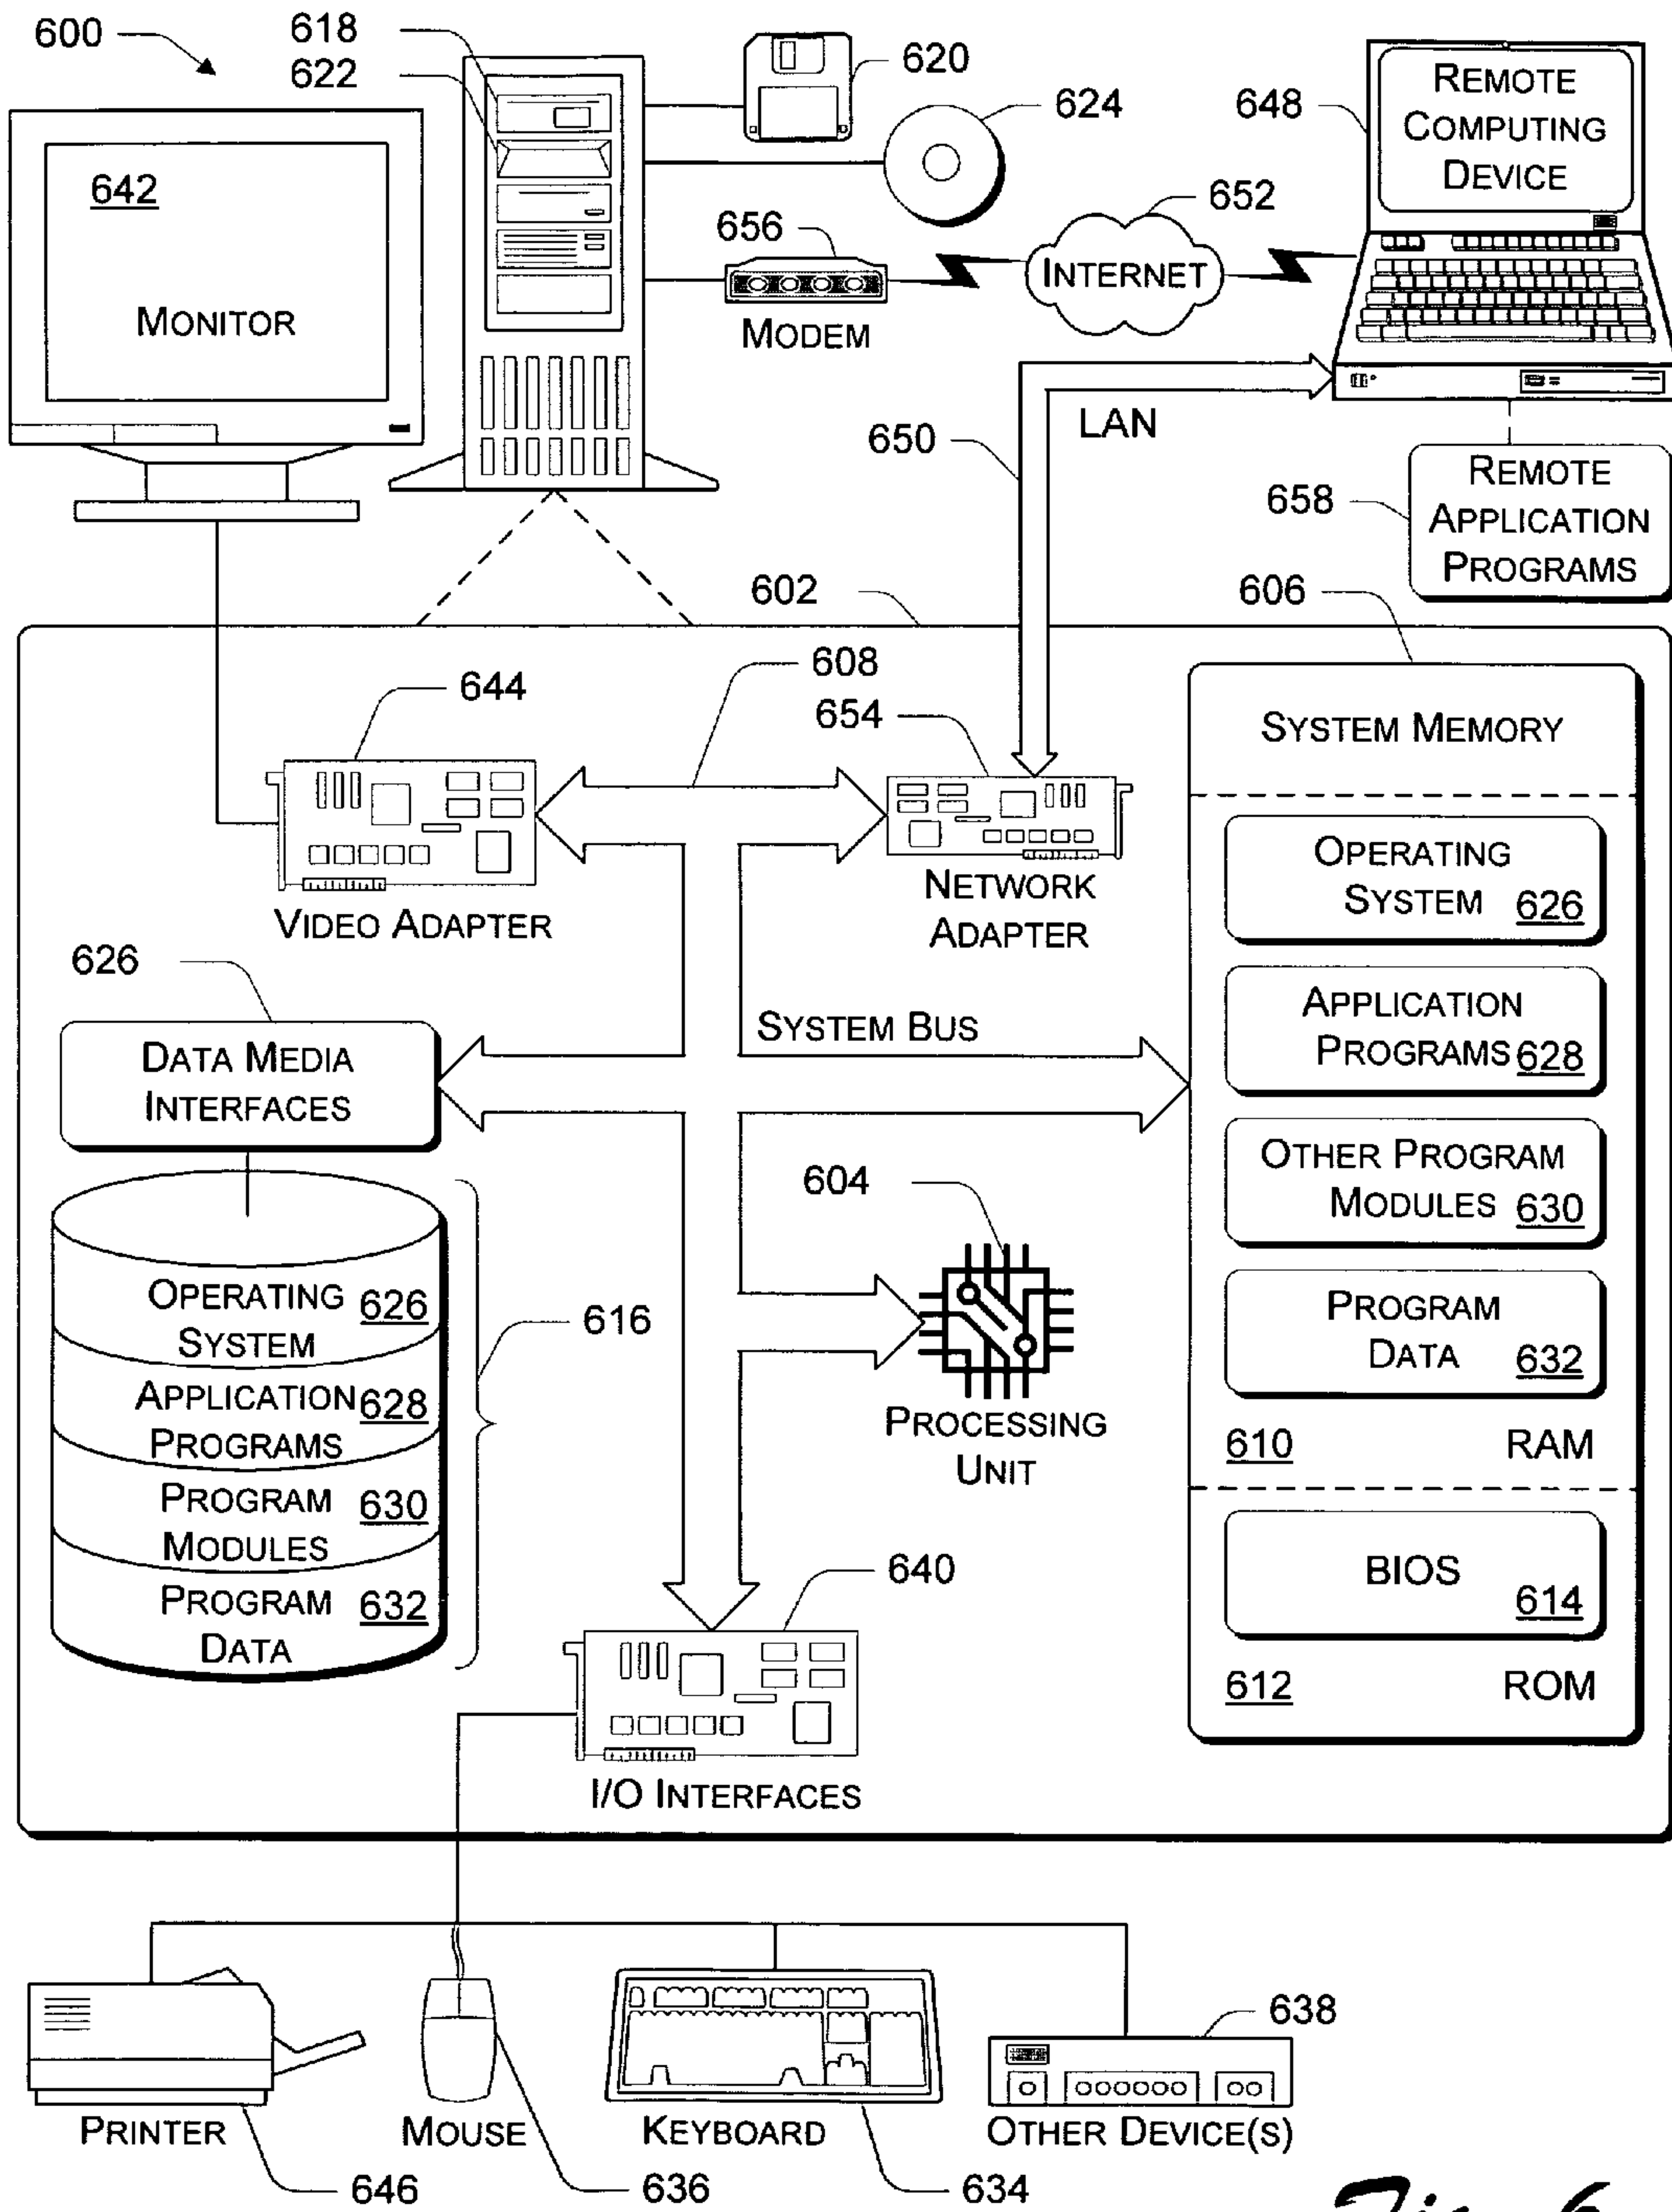 600
618
622
620
624
648
REMOTE
COMPUTING
DEVICE
642
MONITOR
656
MODEM
652
INTERNET
650
LAN
658
REMOTE
APPLICATION
PROGRAMS
602
606
608
644
654
VIDEO ADAPTER
NETWORK
ADAPTER
SYSTEM MEMORY
OPERATING
SYSTEM 626
APPLICATION
PROGRAMS 628
OTHER PROGRAM
MODULES 630
PROGRAM
DATA 632
610 RAM
BIOS
614
612 ROM
626
DATA MEDIA
INTERFACES
SYSTEM BUS
604
PROCESSING
UNIT
OPERATING 626
SYSTEM
APPLICATION 628
PROGRAMS
PROGRAM 630
MODULES
PROGRAM 632
DATA
616
640
I/O INTERFACES
PRINTER
646
MOUSE
636
KEYBOARD
634
638
OTHER DEVICE(S)
Fig. 6